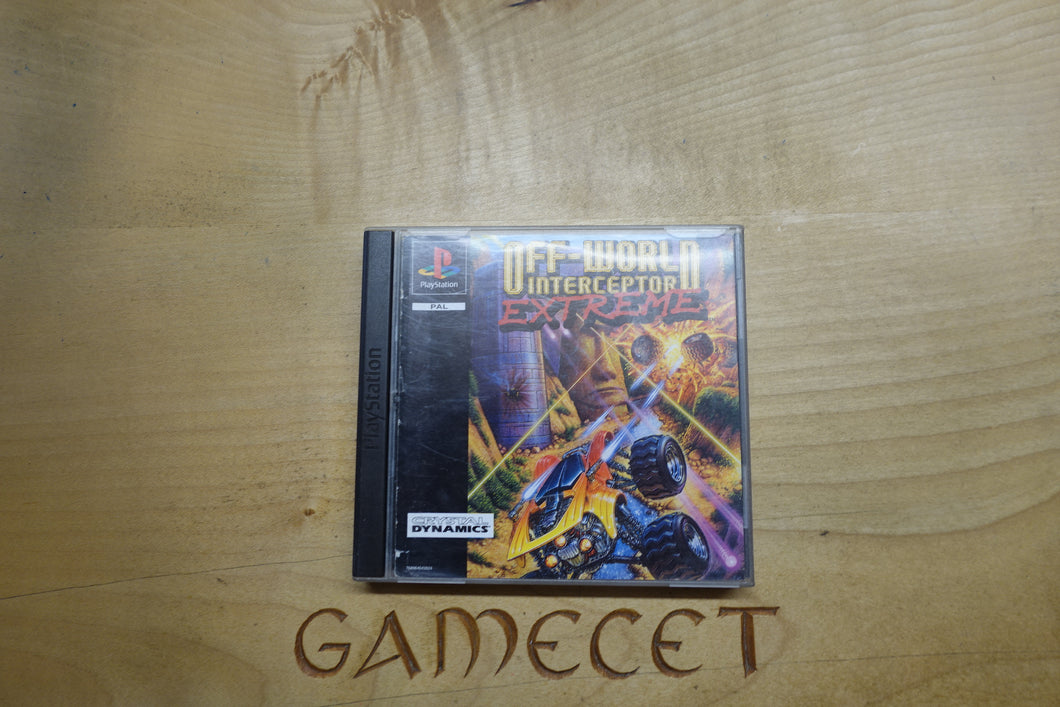 PlayStation
PAL
OFF-WORLD
INTERCEPTOR
EXTREME
PlayStation
CRYSTAL
DYNAMICS
GAMECET